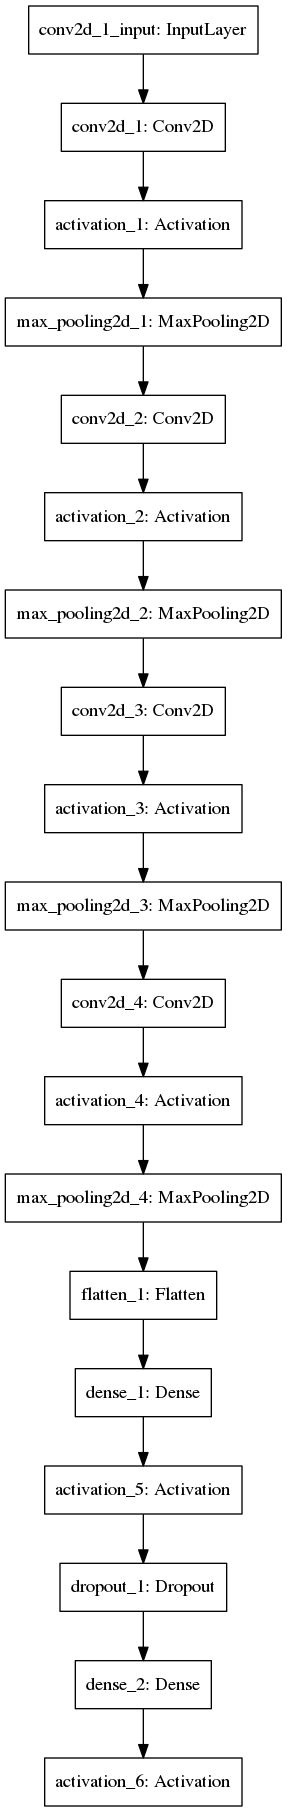 conv2d_1_input: InputLayer
conv2d_1: Conv2D
activation_1: Activation
max_pooling2d_1: MaxPooling2D
conv2d_2: Conv2D
activation_2: Activation
max_pooling2d_2: MaxPooling2D
conv2d_3: Conv2D
activation_3: Activation
max_pooling2d_3: MaxPooling2D
conv2d_4: Conv2D
activation_4: Activation
max_pooling2d_4: MaxPooling2D
flatten_1: Flatten
dense_1: Dense
activation_5: Activation
dropout_1: Dropout
dense_2: Dense
activation_6: Activation